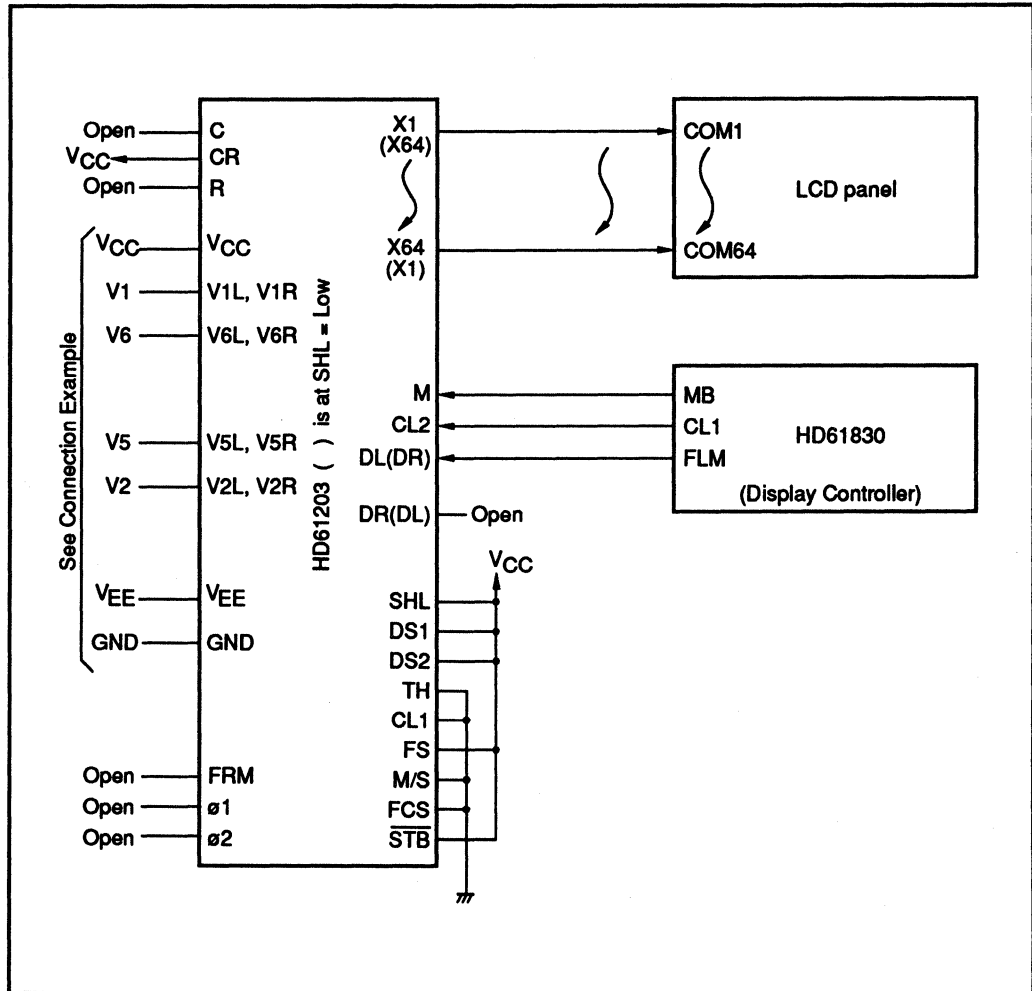 Open
C
VCC
CR
Open
R
VCC
VCC
V1
V1L, V1R
V6
V6L, V6R
V5
V5L, V5R
V2
V2L, V2R
VEE
VEE
GND
GND
See Connection Example
Open
FRM
Open
ø1
Open
ø2
HD61203 ( ) is at SHL = Low
X1
(X64)
X64
(X1)
M
CL2
DL(DR)
DR(DL)
Open
VCC
SHL
DS1
DS2
TH
CL1
FS
M/S
FCS
STB
COM1
LCD panel
COM64
MB
CL1
FLM
HD61830
(Display Controller)